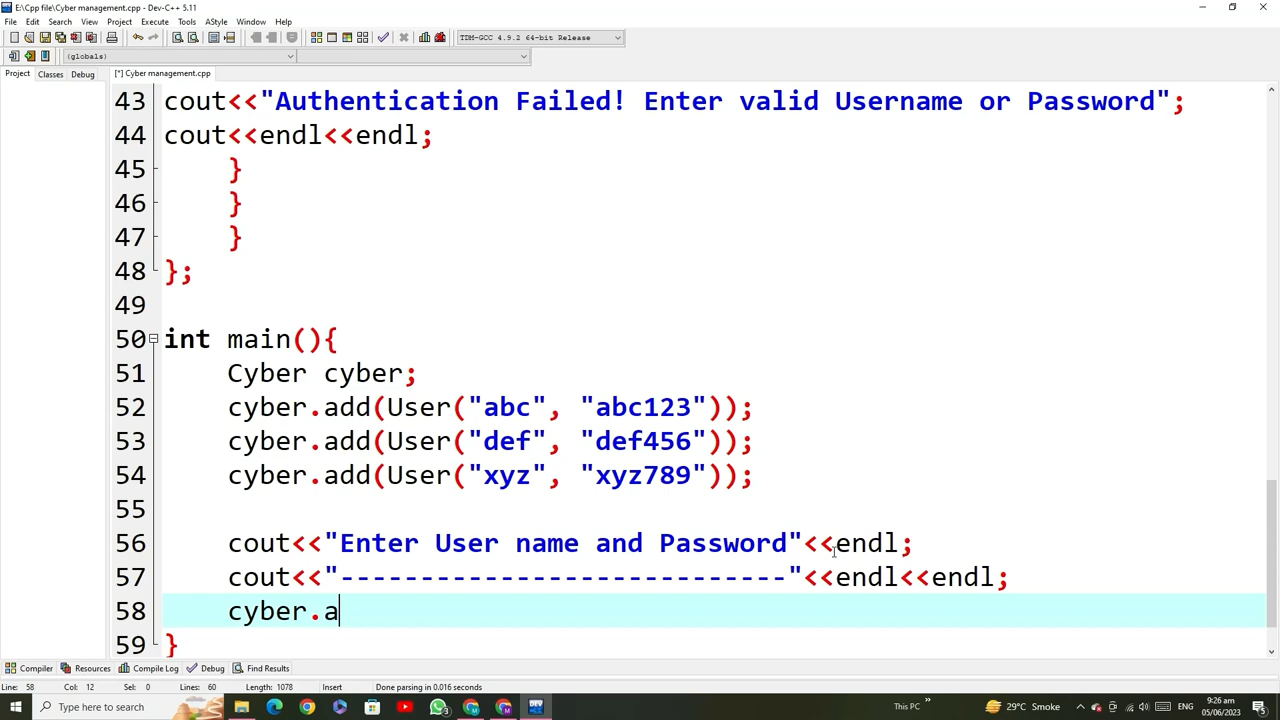 E:\Cpp file\Cyber management.cpp - Dev-C++ 5.11
File Edit Search View Project Execute Tools AStyle Window Help
TDM-GCC 4.9.2 64-bit Release
(globals)
Project Classes Debug [*] Cyber management.cpp
43 cout<<"Authentication Failed! Enter valid Username or Password";
44 cout<<endl<<endl;
45 }
46 }
47 }
48 };
49
50 int main(){
51 Cyber cyber;
52 cyber.add(User("abc", "abc123"));
53 cyber.add(User("def", "def456"));
54 cyber.add(User("xyz", "xyz789"));
55
56 cout<<"Enter User name and Password"<<endl;
57 cout<<"----------------------------"<<endl<<endl;
58 cyber.a
59 }
Compiler Resources Compile Log Debug Find Results
Line: 58 Col: 12 Sel: 0 Lines: 60 Length: 1078 Insert Done parsing in 0.016 seconds
Type here to search 3 This PC » 29°C Smoke 9:26 am
05/06/2023 5